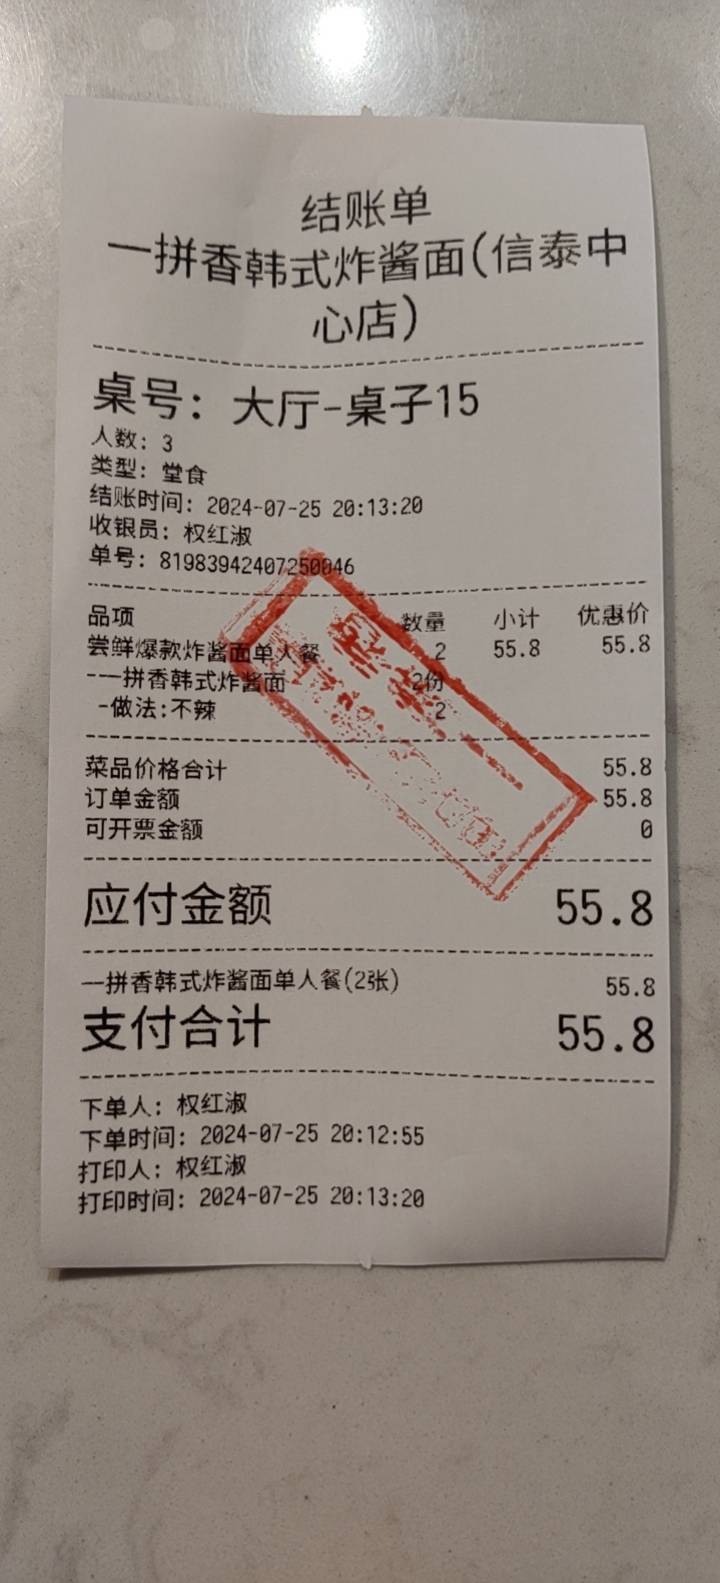 结账单
一拼香韩式炸酱面(信泰中
心店)
桌号: 大厅-桌子15
人数: 3
类型: 堂食
结账时间: 2024-07-25 20:13:20
收银员: 权红淑
单号: 81983942407250046
品项 数量 小计 优惠价
尝鲜爆款炸酱面单人餐 2 55.8 55.8
--一拼香韩式炸酱面 2份
-做法:不辣 2
菜品价格合计 55.8
订单金额 55.8
可开票金额 0
应付金额 55.8
一拼香韩式炸酱面单人餐(2张) 55.8
支付合计 55.8
下单人: 权红淑
下单时间: 2024-07-25 20:12:55
打印人: 权红淑
打印时间: 2024-07-25 20:13:20